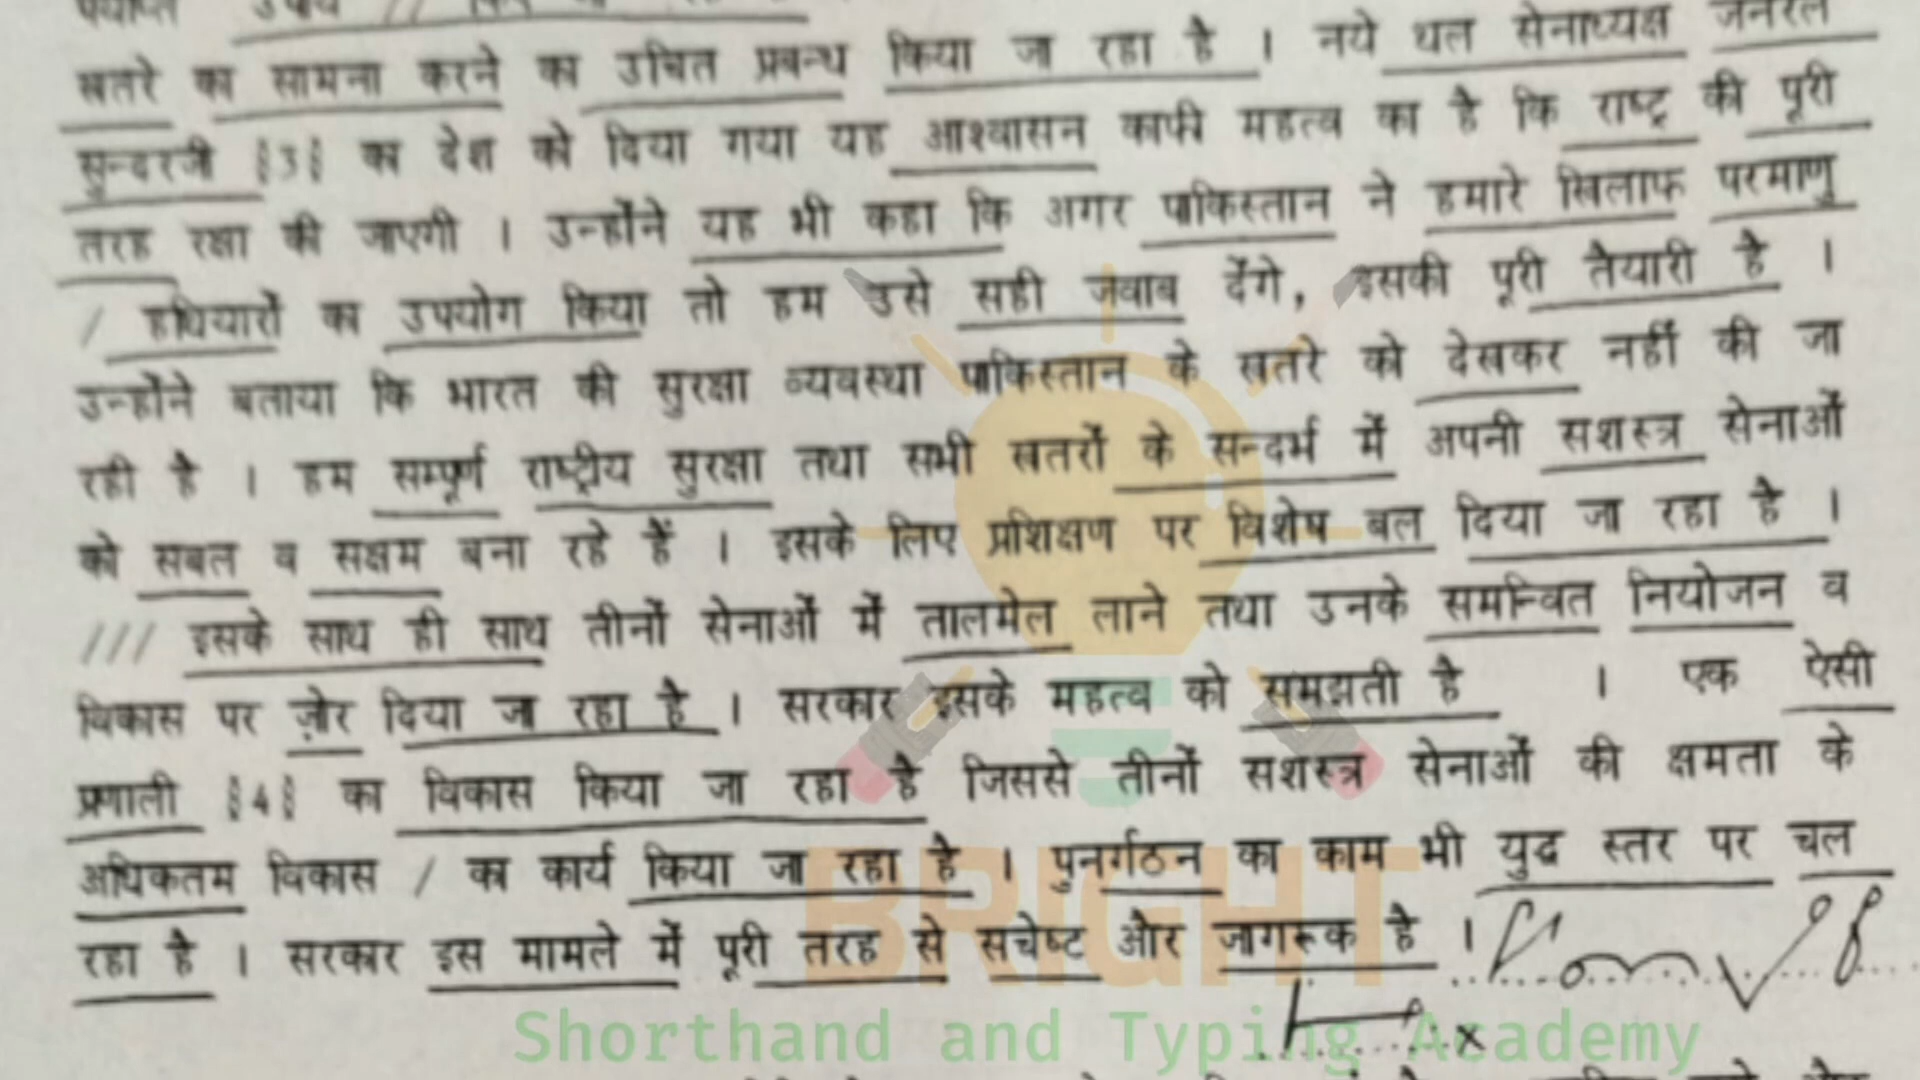 पर्याप्त उपाय // किए जा रहे
खतरे का सामना करने का उचित प्रबन्ध किया जा रहा है । नये थल सेनाध्यक्ष जनरल
सुन्दरजी §3§ का देश को दिया गया यह आश्वासन काफी महत्व का है कि राष्ट्र की पूरी
तरह रक्षा की जाएगी । उन्होंने यह भी कहा कि अगर पाकिस्तान ने हमारे खिलाफ परमाणु
/ हथियारों का उपयोग किया तो हम उसे सही जवाब देंगे, इसकी पूरी तैयारी है ।
उन्होंने बताया कि भारत की सुरक्षा व्यवस्था पाकिस्तान के खतरे को देखकर नहीं की जा
रही है । हम सम्पूर्ण राष्ट्रीय सुरक्षा तथा सभी खतरों के सन्दर्भ में अपनी सशस्त्र सेनाओं
को सबल व सक्षम बना रहे हैं । इसके लिए प्रशिक्षण पर विशेष बल दिया जा रहा है ।
/// इसके साथ ही साथ तीनों सेनाओं में तालमेल लाने तथा उनके समन्वित नियोजन व
विकास पर ज़ोर दिया जा रहा है । सरकार इसके महत्व को समझती है । एक ऐसी
प्रणाली §4§ का विकास किया जा रहा है जिससे तीनों सशस्त्र सेनाओं की क्षमता के
अधिकतम विकास / का कार्य किया जा रहा है । पुनर्गठन का काम भी युद्ध स्तर पर चल
रहा है । सरकार इस मामले में पूरी तरह से सचेष्ट और जागरूक है ।
BRIGHT
Shorthand and Typing Academy